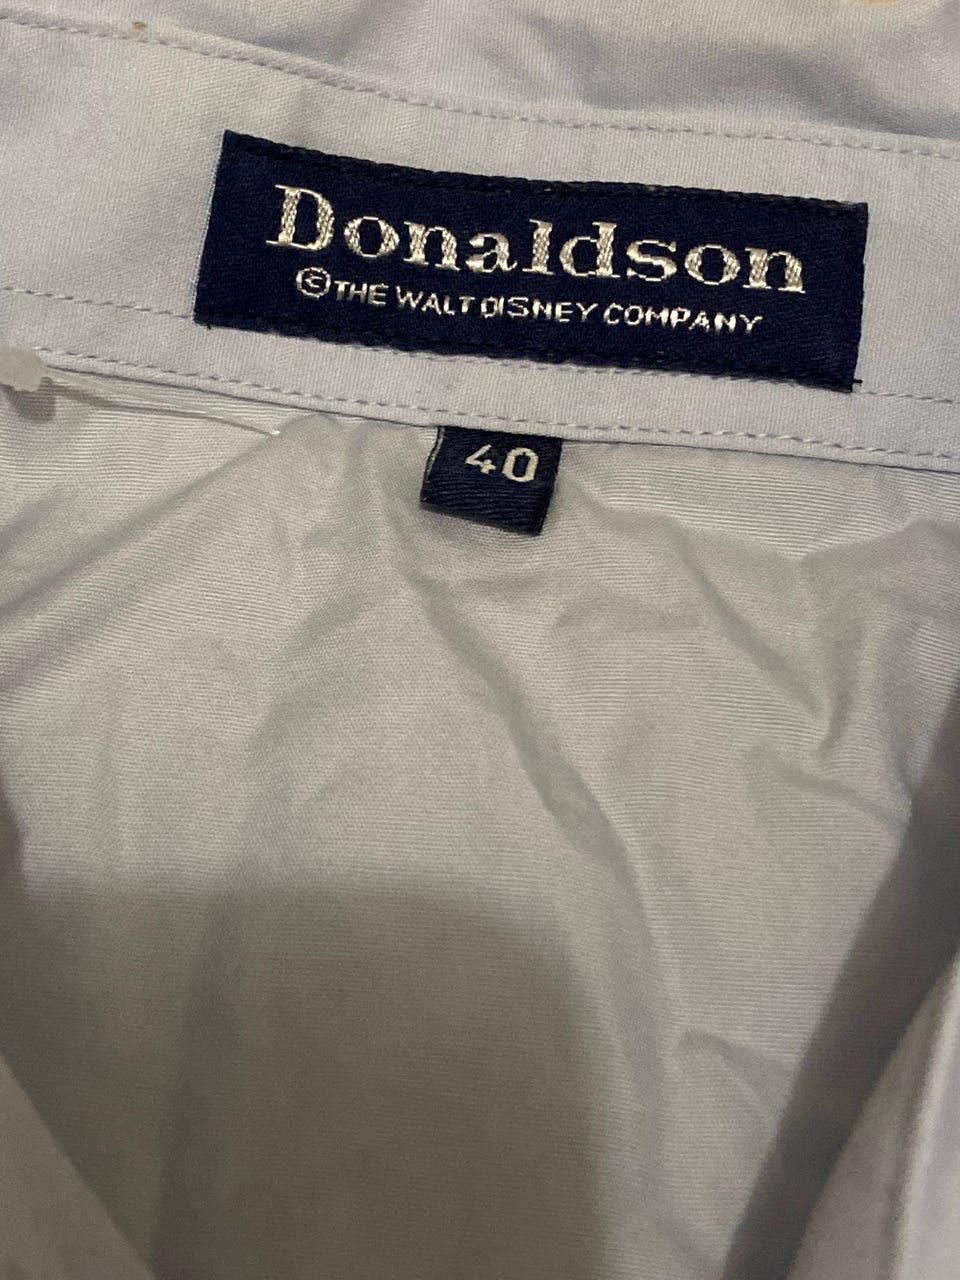 Donaldson
©THE WALT DISNEY COMPANY
40